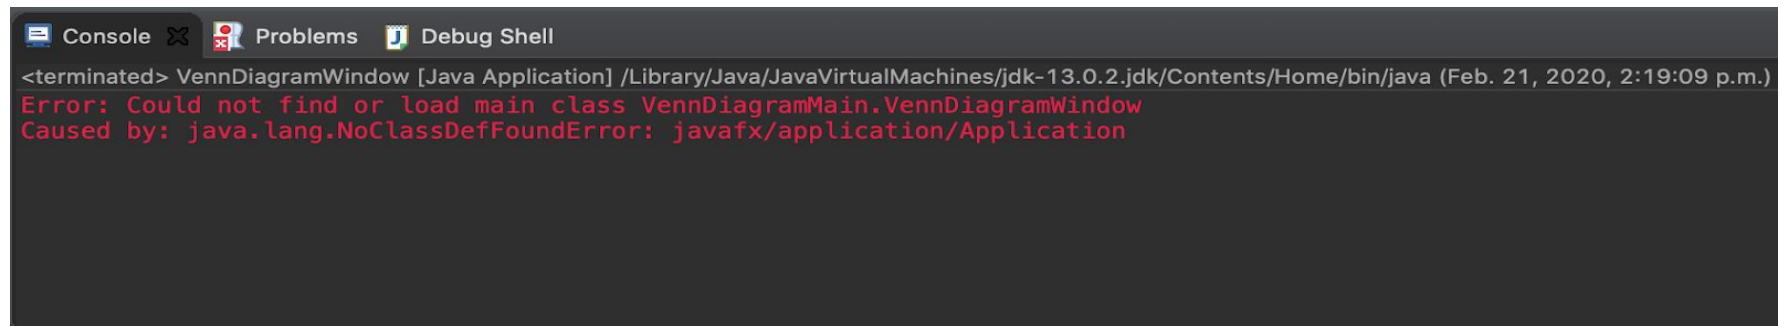 Console Problems Debug Shell
<terminated> VennDiagramWindow [Java Application] /Library/Java/JavaVirtualMachines/jdk-13.0.2.jdk/Contents/Home/bin/java (Feb. 21, 2020, 2:19:09 p.m.)
Error: Could not find or load main class VennDiagramMain.VennDiagramWindow
Caused by: java.lang.NoClassDefFoundError: javafx/application/Application